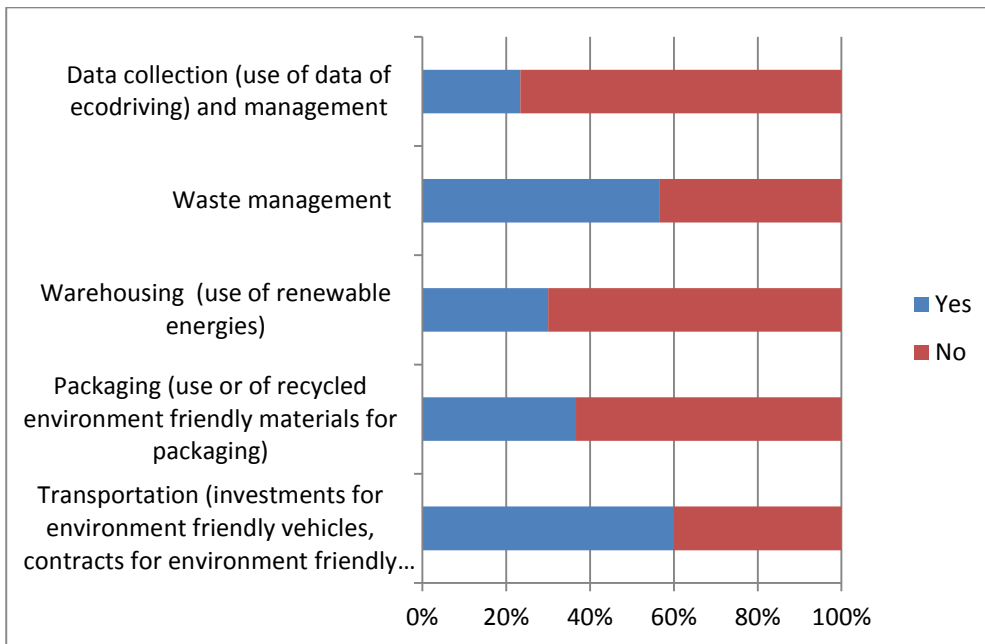 Data collection (use of data of
ecodriving) and management
Waste management
Warehousing  (use of renewable
energies)
Packaging (use or of recycled
environment friendly materials for
packaging)
Transportation (investments for
environment friendly vehicles,
contracts for environment friendly...
Yes
No
0% 20% 40% 60% 80% 100%